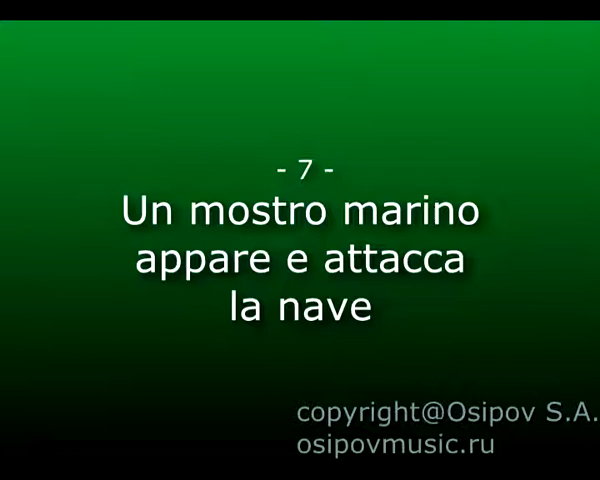 - 7 -
Un mostro marino
appare e attacca
la nave
copyright@Osipov S.A.
osipovmusic.ru